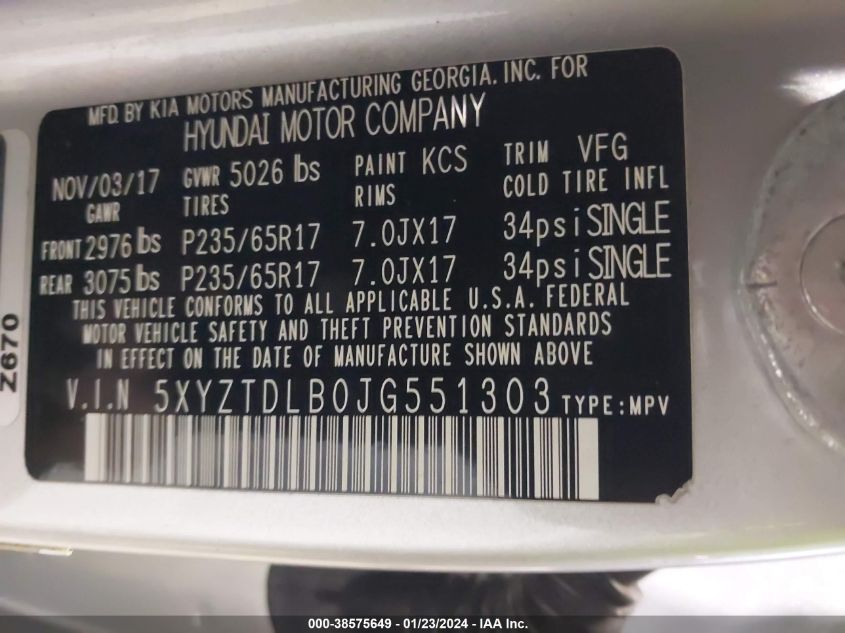 MFD. BY KIA MOTORS MANUFACTURING GEORGIA. INC. FOR
HYUNDAI MOTOR COMPANY
NOV/03/17 GVWR 5026 lbs PAINT KCS TRIM VFG
GAWR TIRES RIMS COLD TIRE INFL
FRONT 2976 lbs P235/65R17 7.0JX17 34psi SINGLE
REAR 3075 lbs P235/65R17 7.0JX17 34psi SINGLE
THIS VEHICLE CONFORMS TO ALL APPLICABLE U.S.A. FEDERAL
MOTOR VEHICLE SAFETY AND THEFT PREVENTION STANDARDS
IN EFFECT ON THE DATE OF MANUFACTURE SHOWN ABOVE
V.I.N 5XYZTDLB0JG551303 TYPE:MPV
Z670
000-38575649 - 01/23/2024 - IAA Inc.